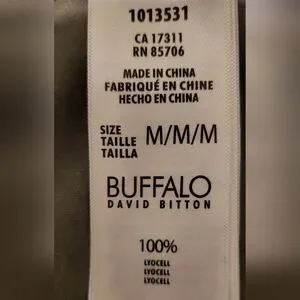 1013531
CA 17311
RN 85706
MADE IN CHINA
FABRIQUÉ EN CHINE
HECHO EN CHINA
SIZE
TAILLE M/M/M
TALLA
BUFFALO
DAVID BITTON
100%
LYOCELL
LYOCELL
LYOCELL